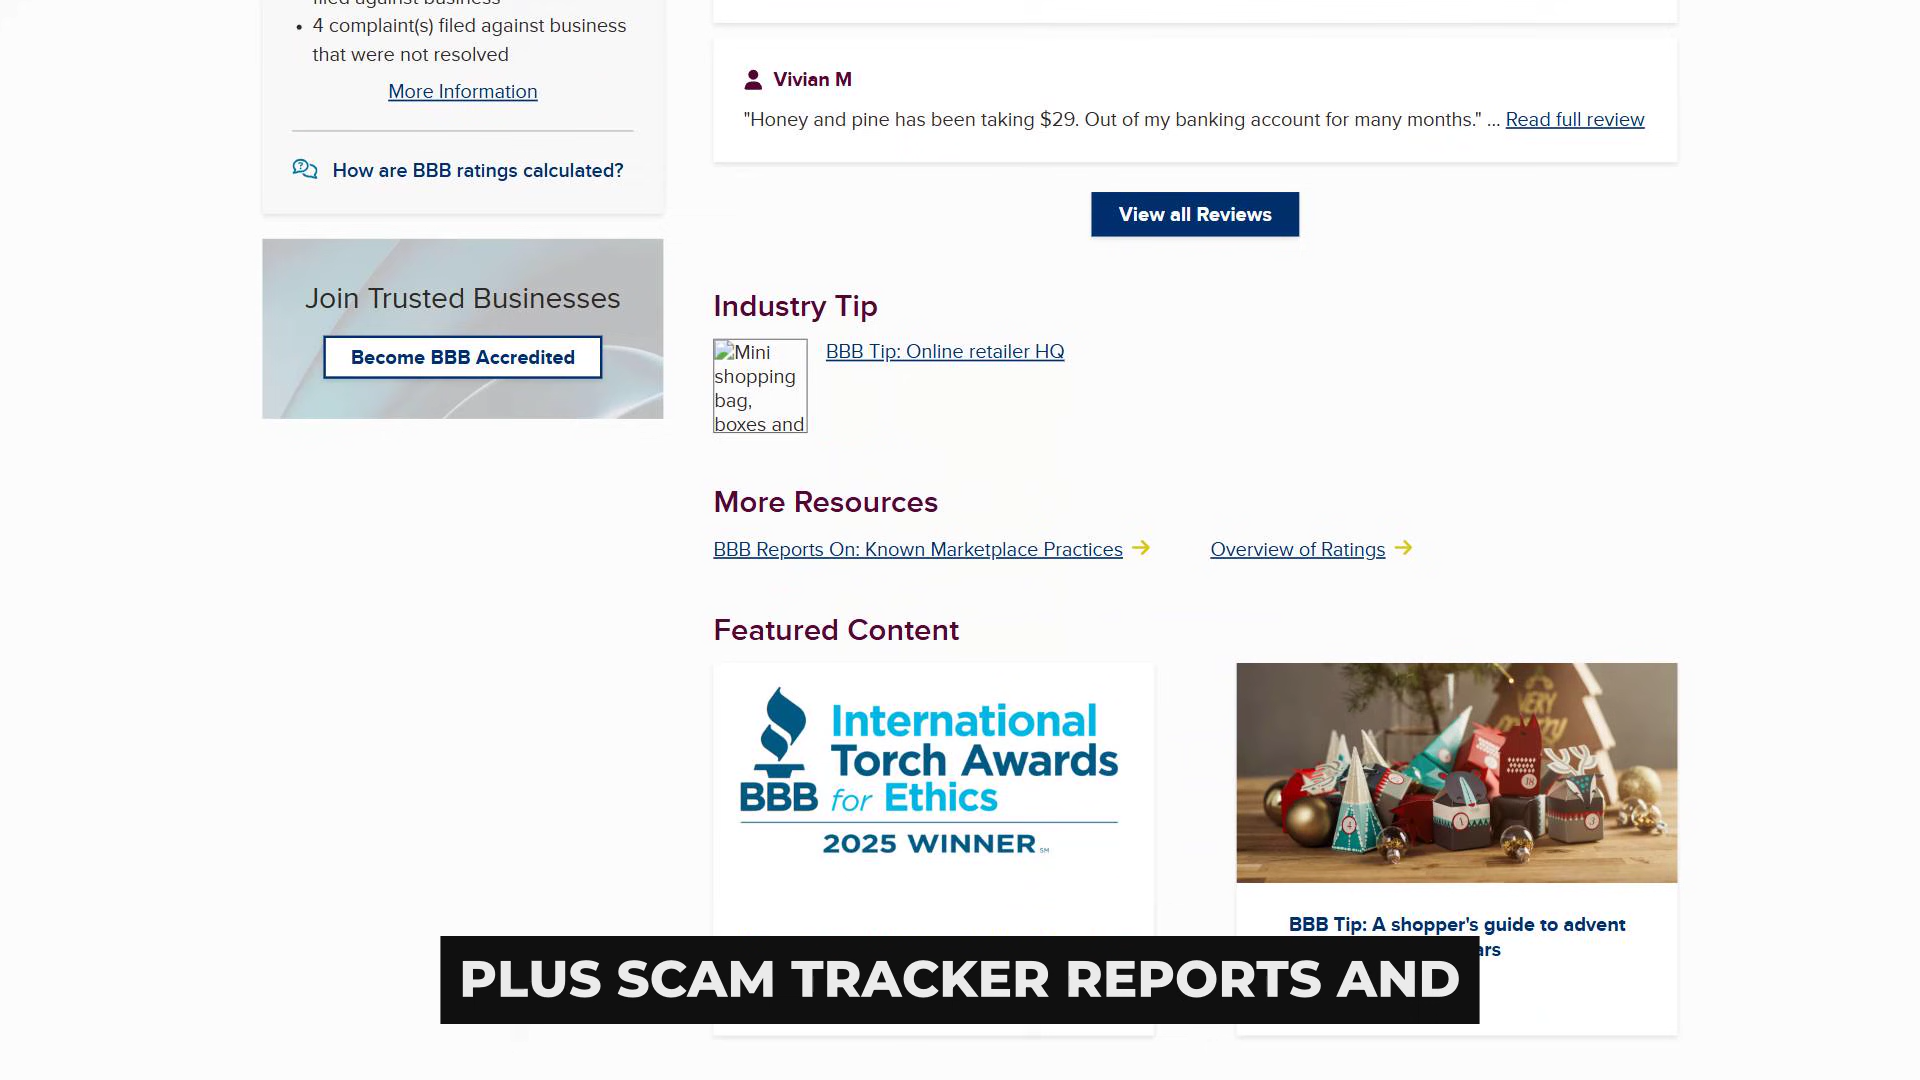 4 complaint(s) filed against business
that were not resolved
More Information
How are BBB ratings calculated?
Join Trusted Businesses
Become BBB Accredited
Vivian M
"Honey and pine has been taking $29. Out of my banking account for many months." ... Read full review
View all Reviews
Industry Tip
Mini
shopping
bag,
boxes and
BBB Tip: Online retailer HQ
More Resources
BBB Reports On: Known Marketplace Practices
Overview of Ratings
Featured Content
International
Torch Awards
BBB for Ethics
2025 WINNER SM
BBB Tip: A shopper's guide to advent
PLUS SCAM TRACKER REPORTS AND